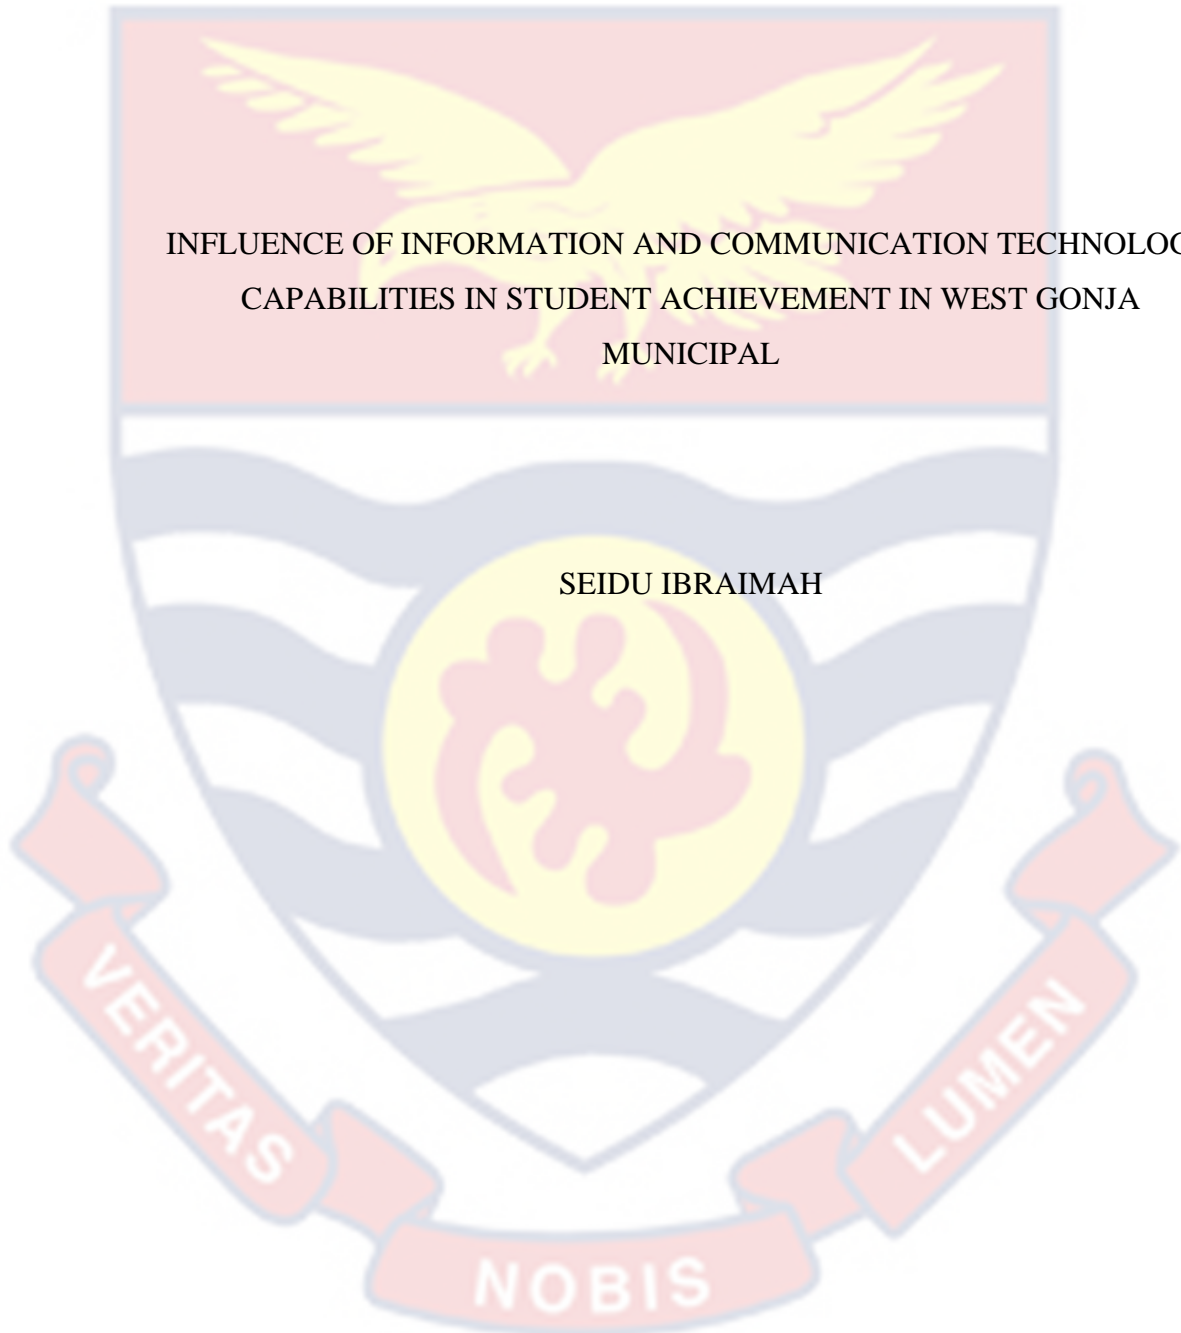 INFLUENCE OF INFORMATION AND COMMUNICATION
CAPABILITIES IN STUDENT ACHIEVEMENT IN WEST GONJA
MUNICIPAL
SEIDU IBRAIMAH
VERITAS
NOBIS
LUMEN